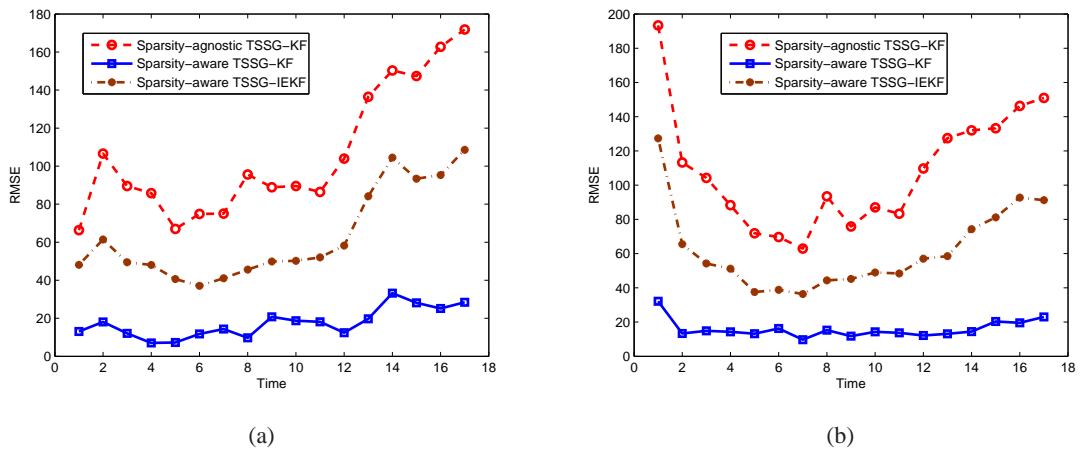 180
160
140
120
100
80
60
40
20
0
RMSE
Sparsity−agnostic TSSG−KF
Sparsity−aware TSSG−KF
Sparsity−aware TSSG−IEKF
0 2 4 6 8 10 12 14 16 18
Time
(a)
200
180
160
140
120
100
80
60
40
20
0
RMSE
Sparsity−agnostic TSSG−KF
Sparsity−aware TSSG−KF
Sparsity−aware TSSG−IEKF
0 2 4 6 8 10 12 14 16 18
Time
(b)